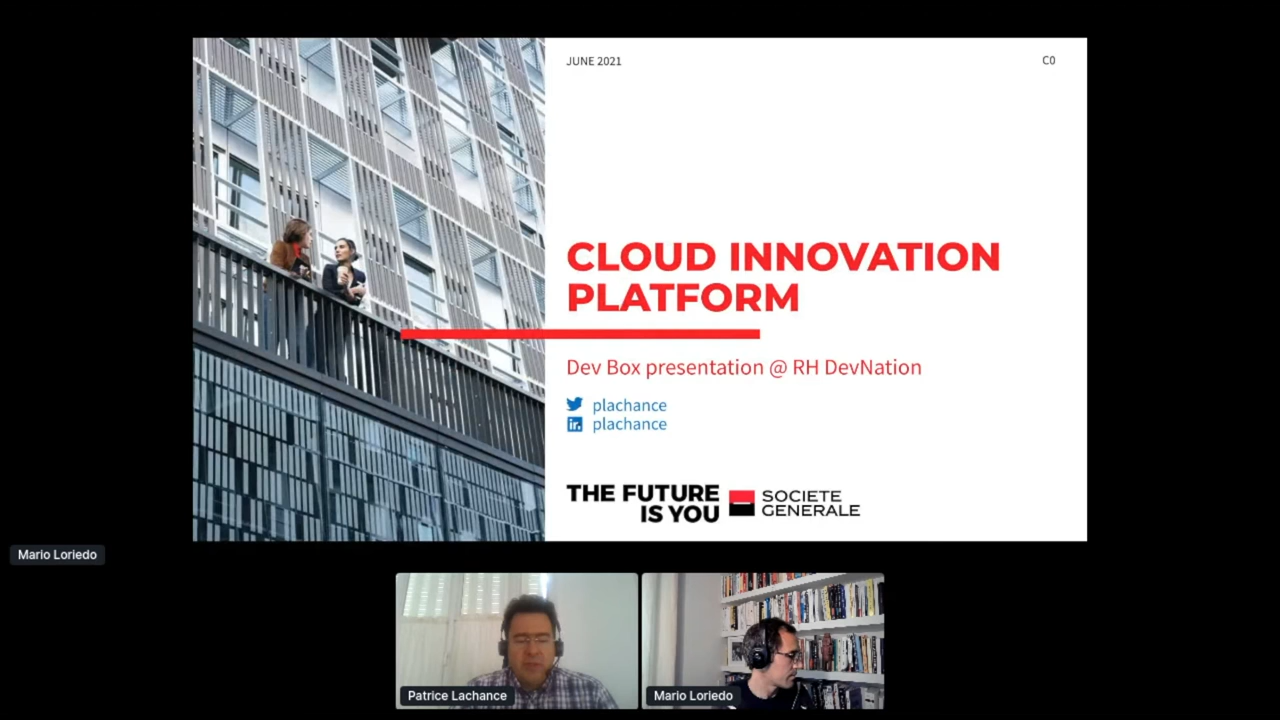 JUNE 2021
C0
CLOUD INNOVATION
PLATFORM
Dev Box presentation @ RH DevNation
plachance
plachance
THE FUTURE
IS YOU
SOCIETE
GENERALE
Mario Loriedo
Patrice Lachance
Mario Loriedo